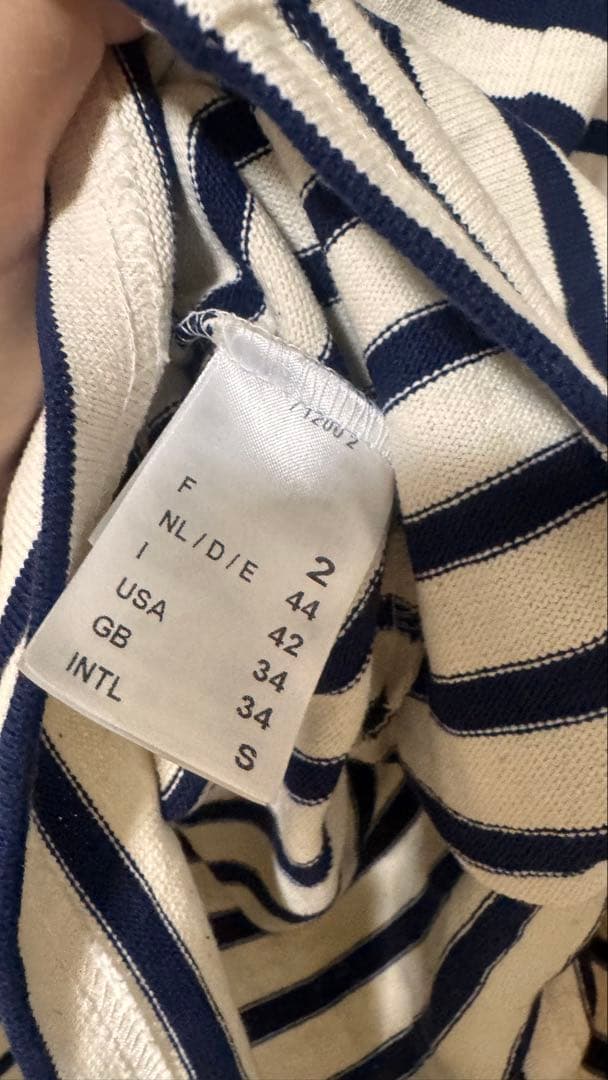 F 2
NL/D/E 44
I 42
USA 34
GB 34
INTL S